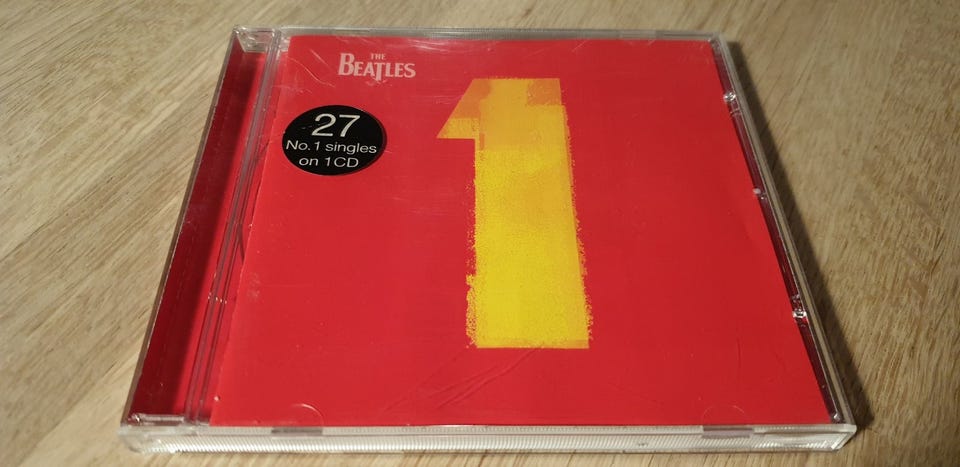 THE
BEATLES
1
27
No.1 singles
on 1CD